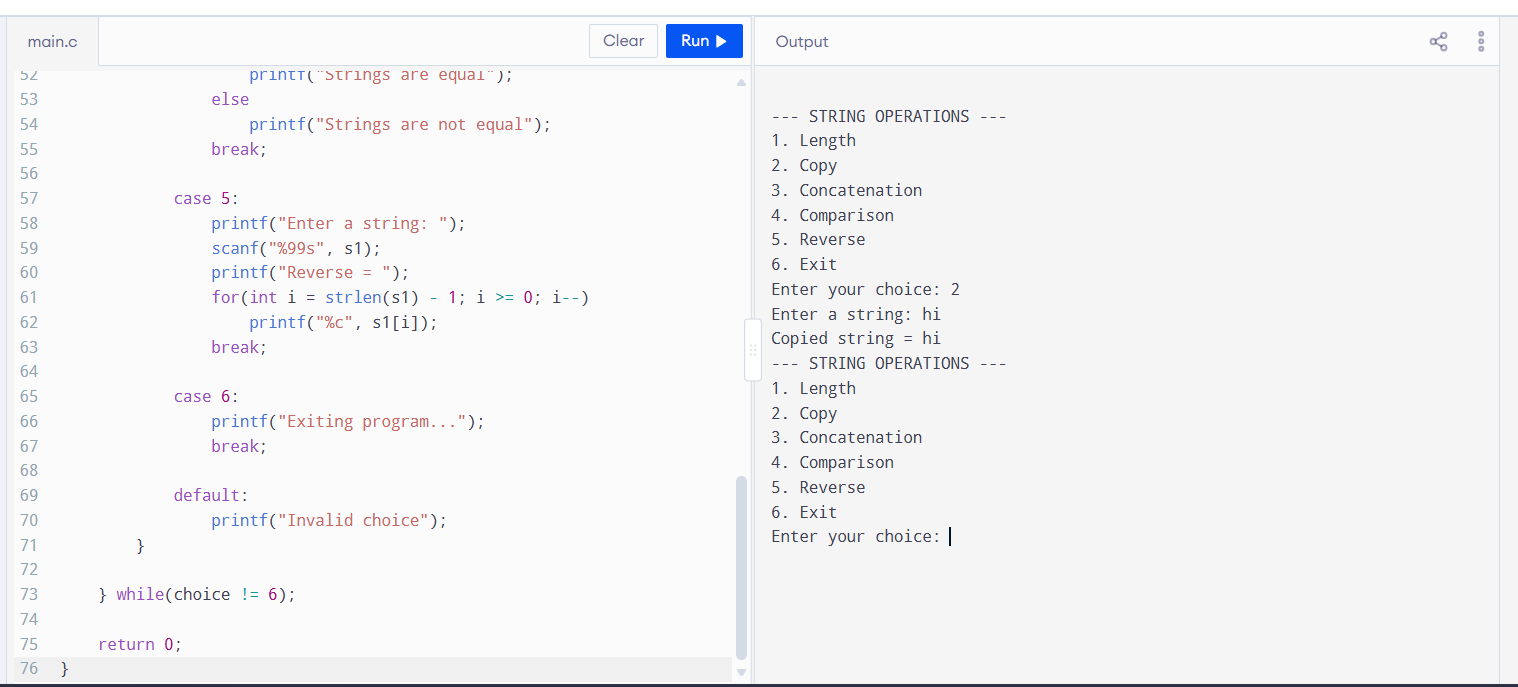 main.c
Clear
Run
52 printf("Strings are equal");
53 else
54 printf("Strings are not equal");
55 break;
56
57 case 5:
58 printf("Enter a string: ");
59 scanf("%99s", s1);
60 printf("Reverse = ");
61 for(int i = strlen(s1) - 1; i >= 0; i--)
62 printf("%c", s1[i]);
63 break;
64
65 case 6:
66 printf("Exiting program...");
67 break;
68
69 default:
70 printf("Invalid choice");
71 }
72
73 } while(choice != 6);
74
75 return 0;
76 }
Output
--- STRING OPERATIONS ---
1. Length
2. Copy
3. Concatenation
4. Comparison
5. Reverse
6. Exit
Enter your choice: 2
Enter a string: hi
Copied string = hi
--- STRING OPERATIONS ---
1. Length
2. Copy
3. Concatenation
4. Comparison
5. Reverse
6. Exit
Enter your choice: